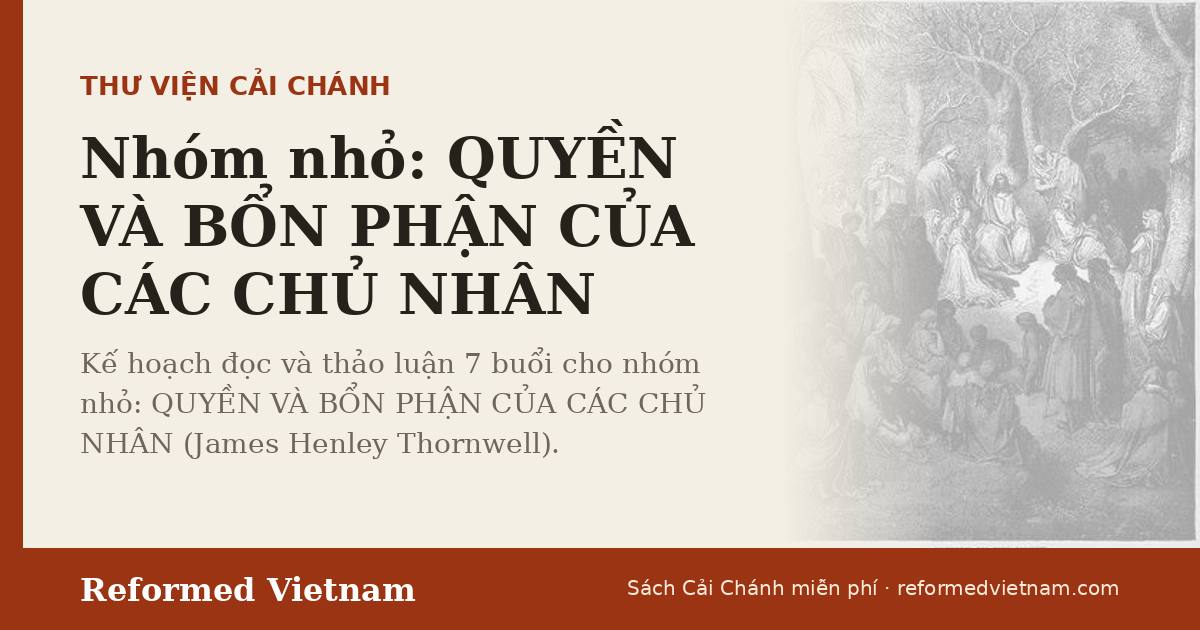 THƯ VIỆN CẢI CHÁNH
Nhóm nhỏ: QUYỀN
VÀ BỔN PHẬN CỦA
CÁC CHỦ NHÂN
Kế hoạch đọc và thảo luận 7 buổi cho nhóm
nhỏ: QUYỀN VÀ BỔN PHẬN CỦA CÁC CHỦ
NHÂN (James Henley Thornwell).
Reformed Vietnam
Sách Cải Chánh miễn phí · reformedvietnam.com